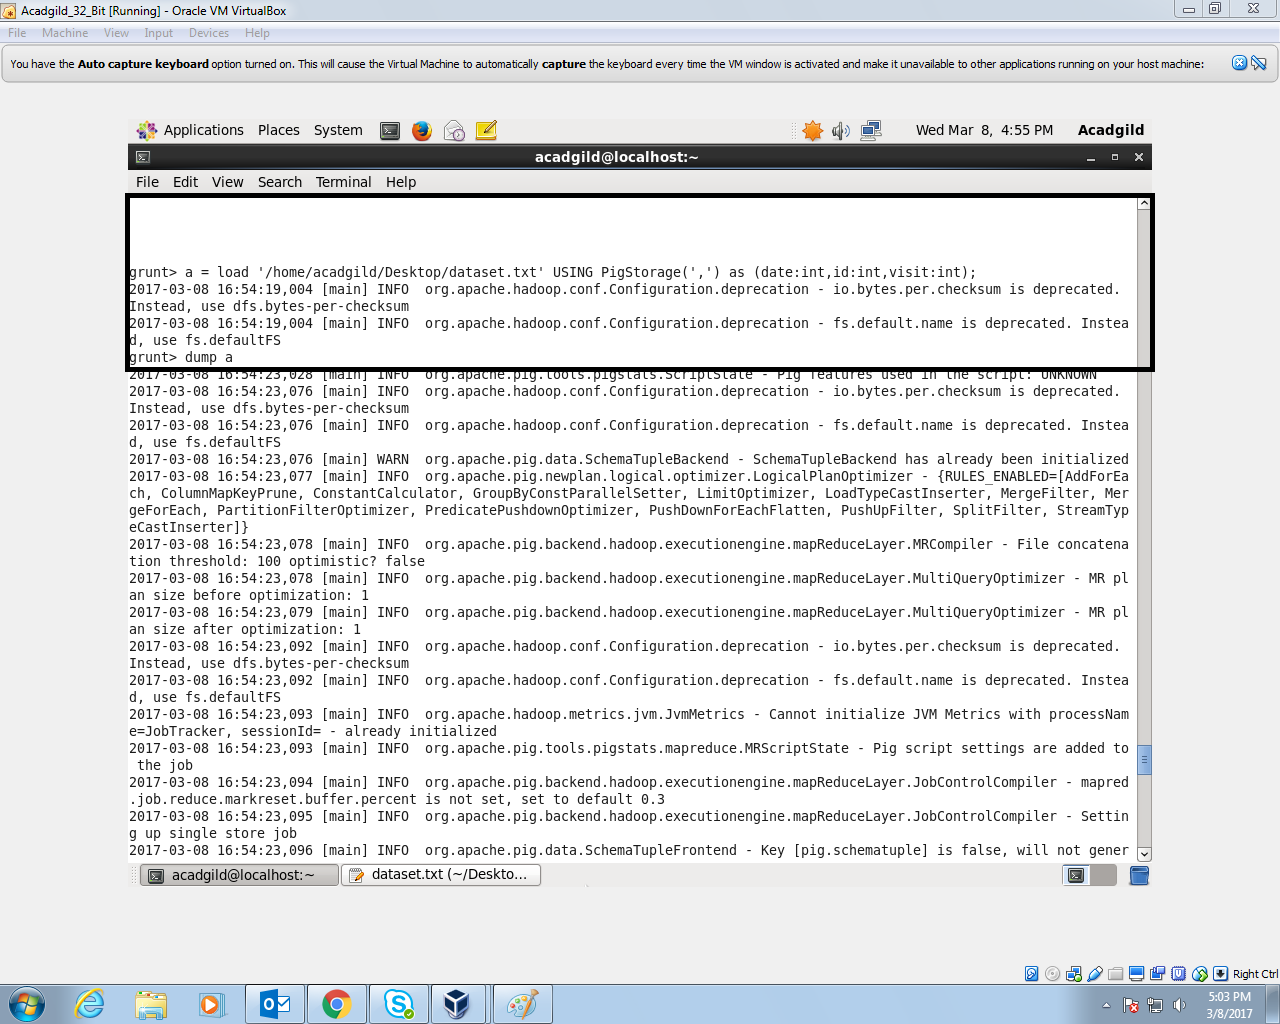 Acadgild_32_Bit [Running] - Oracle VM VirtualBox
File Machine View Input Devices Help
You have the Auto capture keyboard option turned on. This will cause the Virtual Machine to automatically capture the keyboard every time the VM window is activated and make it unavailable to other applications running on your host machine:
Applications Places System Wed Mar 8, 4:55 PM Acadgild
acadgild@localhost:~
File Edit View Search Terminal Help
grunt> a = load '/home/acadgild/Desktop/dataset.txt' USING PigStorage(',') as (date:int,id:int,visit:int);
2017-03-08 16:54:19,004 [main] INFO  org.apache.hadoop.conf.Configuration.deprecation - io.bytes.per.checksum is deprecated.
Instead, use dfs.bytes-per-checksum
2017-03-08 16:54:19,004 [main] INFO  org.apache.hadoop.conf.Configuration.deprecation - fs.default.name is deprecated. Instea
d, use fs.defaultFS
grunt> dump a
2017-03-08 16:54:23,028 [main] INFO  org.apache.pig.tools.pigstats.ScriptState - Pig features used in the script: UNKNOWN
2017-03-08 16:54:23,076 [main] INFO  org.apache.hadoop.conf.Configuration.deprecation - io.bytes.per.checksum is deprecated.
Instead, use dfs.bytes-per-checksum
2017-03-08 16:54:23,076 [main] INFO  org.apache.hadoop.conf.Configuration.deprecation - fs.default.name is deprecated. Instea
d, use fs.defaultFS
2017-03-08 16:54:23,076 [main] WARN  org.apache.pig.data.SchemaTupleBackend - SchemaTupleBackend has already been initialized
2017-03-08 16:54:23,077 [main] INFO  org.apache.pig.newplan.logical.optimizer.LogicalPlanOptimizer - {RULES_ENABLED=[AddForEa
ch, ColumnMapKeyPrune, ConstantCalculator, GroupByConstParallelSetter, LimitOptimizer, LoadTypeCastInserter, MergeFilter, Mer
geForEach, PartitionFilterOptimizer, PredicatePushdownOptimizer, PushDownForEachFlatten, PushUpFilter, SplitFilter, StreamTyp
eCastInserter]}
2017-03-08 16:54:23,078 [main] INFO  org.apache.pig.backend.hadoop.executionengine.mapReduceLayer.MRCompiler - File concatena
tion threshold: 100 optimistic? false
2017-03-08 16:54:23,078 [main] INFO  org.apache.pig.backend.hadoop.executionengine.mapReduceLayer.MultiQueryOptimizer - MR pl
an size before optimization: 1
2017-03-08 16:54:23,079 [main] INFO  org.apache.pig.backend.hadoop.executionengine.mapReduceLayer.MultiQueryOptimizer - MR pl
an size after optimization: 1
2017-03-08 16:54:23,092 [main] INFO  org.apache.hadoop.conf.Configuration.deprecation - io.bytes.per.checksum is deprecated.
Instead, use dfs.bytes-per-checksum
2017-03-08 16:54:23,092 [main] INFO  org.apache.hadoop.conf.Configuration.deprecation - fs.default.name is deprecated. Instea
d, use fs.defaultFS
2017-03-08 16:54:23,093 [main] INFO  org.apache.hadoop.metrics.jvm.JvmMetrics - Cannot initialize JVM Metrics with processNam
e=JobTracker, sessionId= - already initialized
2017-03-08 16:54:23,093 [main] INFO  org.apache.pig.tools.pigstats.mapreduce.MRScriptState - Pig script settings are added to
 the job
2017-03-08 16:54:23,094 [main] INFO  org.apache.pig.backend.hadoop.executionengine.mapReduceLayer.JobControlCompiler - mapred
.job.reduce.markreset.buffer.percent is not set, set to default 0.3
2017-03-08 16:54:23,095 [main] INFO  org.apache.pig.backend.hadoop.executionengine.mapReduceLayer.JobControlCompiler - Settin
g up single store job
2017-03-08 16:54:23,096 [main] INFO  org.apache.pig.data.SchemaTupleFrontend - Key [pig.schematuple] is false, will not gener
acadgild@localhost:~ dataset.txt (~/Deskto...
Right Ctrl
5:03 PM
3/8/2017